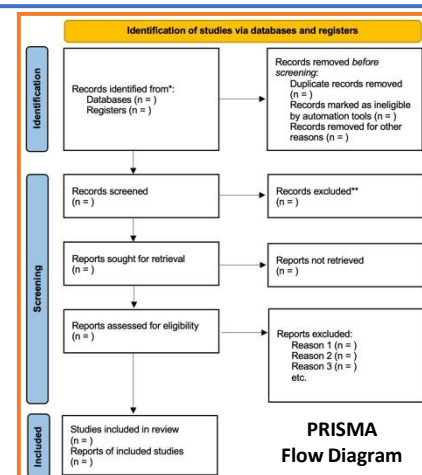 Identification of studies via databases and registers
Identification
Records identified from*:
Databases (n = )
Registers (n = )
Records removed before
screening:
Duplicate records removed
(n = )
Records marked as ineligible
by automation tools (n = )
Records removed for other
reasons (n = )
Screening
Records screened
(n = )
Records excluded**
(n = )
Reports sought for retrieval
(n = )
Reports not retrieved
(n = )
Reports assessed for eligibility
(n = )
Reports excluded:
Reason 1 (n = )
Reason 2 (n = )
Reason 3 (n = )
etc.
Included
Studies included in review
(n = )
Reports of included studies
(n = )
PRISMA
Flow Diagram